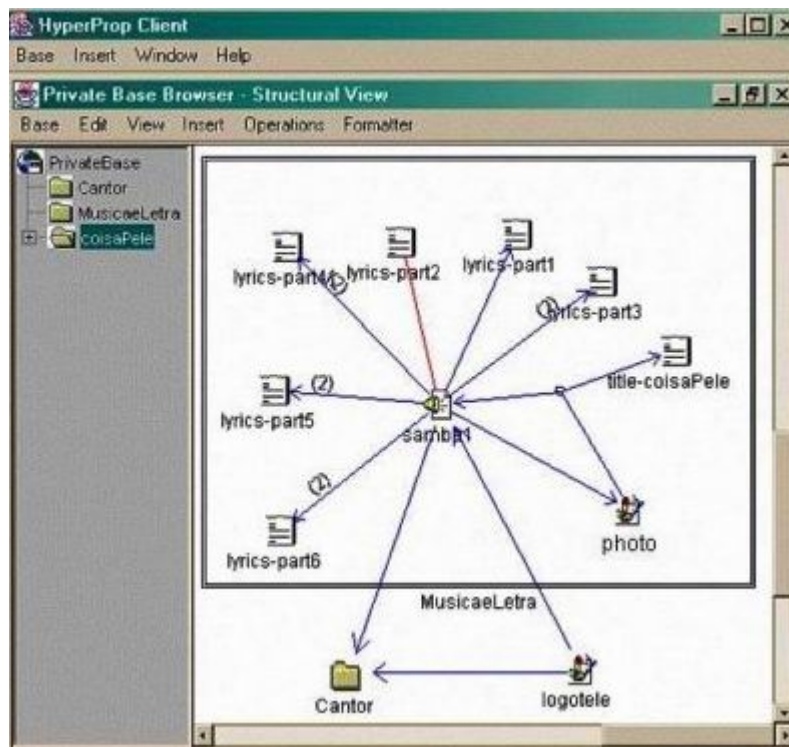 HyperProp Client
Base Insert Window Help
Private Base Browser - Structural View
Base Edit View Insert Operations Formatter
PrivateBase
Cantor
MusicaeLetra
coisaPele
lyrics-part2
lyrics-part1
(2)
lyrics-part3
title-coisaPele
(2)
lyrics-part5
samba1
(2)
lyrics-part6
photo
MusicaeLetra
Cantor
logotele